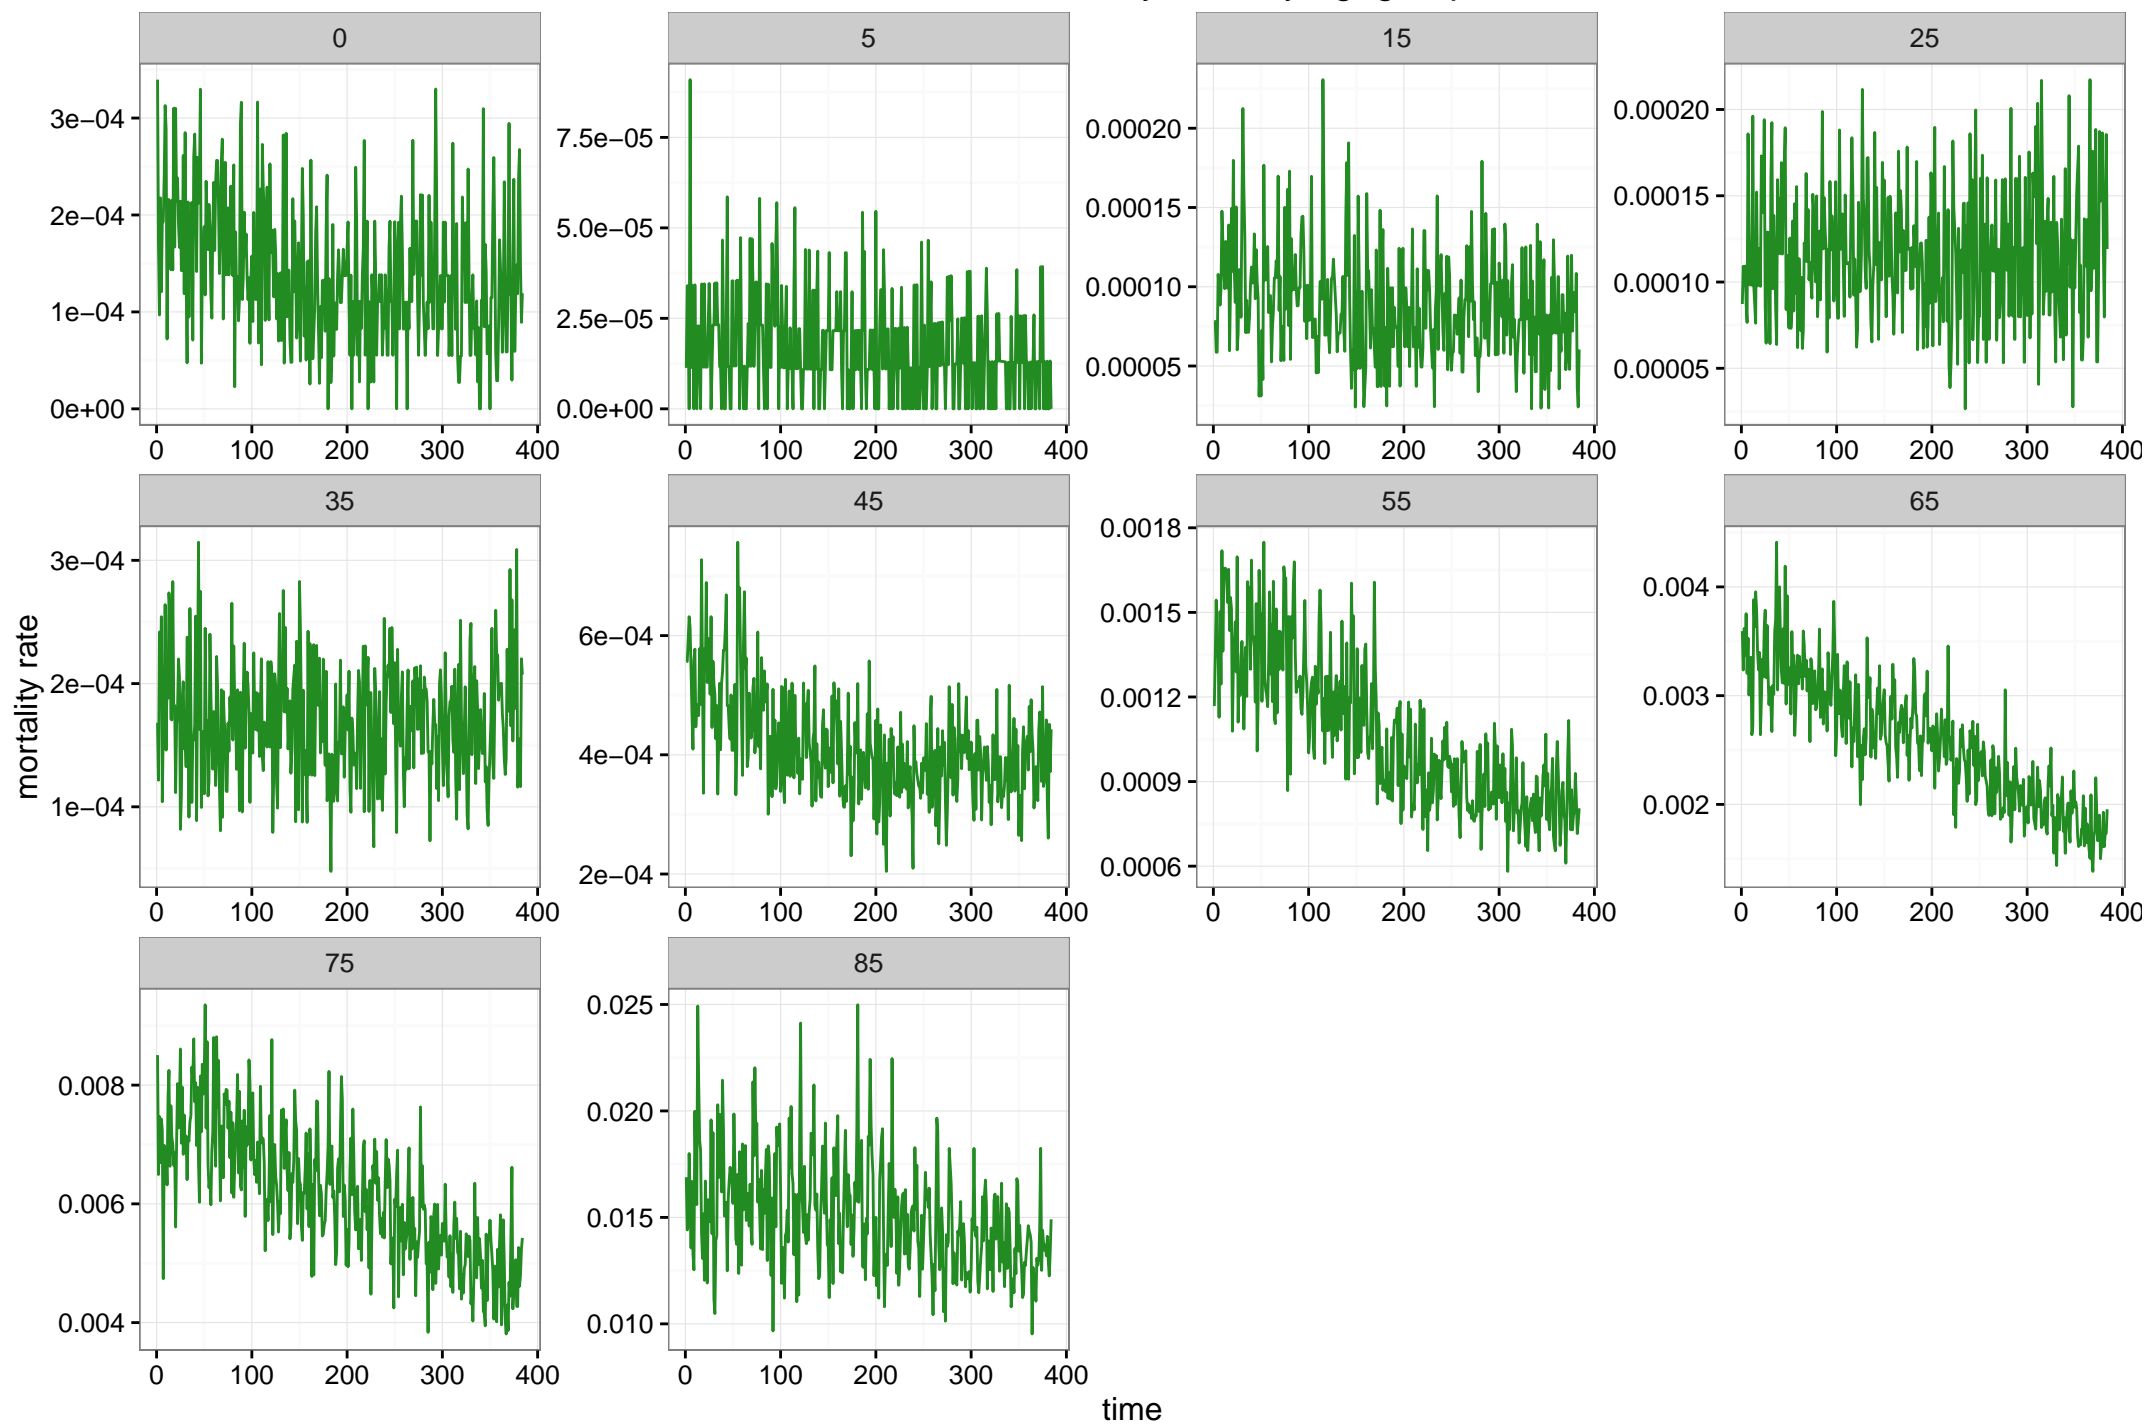 0 5 15 25
3e−04
2e−04
1e−04
0e+00
0 100 200 300 400
7.5e−05
5.0e−05
2.5e−05
0.0e+00
0 100 200 300 400
0.00020
0.00015
0.00010
0.00005
0 100 200 300 400
0.00020
0.00015
0.00010
0.00005
0 100 200 300 400
35 45 55 65
mortality rate
3e−04
2e−04
1e−04
0 100 200 300 400
6e−04
4e−04
2e−04
0 100 200 300 400
0.0018
0.0015
0.0012
0.0009
0.0006
0 100 200 300 400
0.004
0.003
0.002
0 100 200 300 400
75 85
0.008
0.006
0.004
0 100 200 300 400
0.025
0.020
0.015
0.010
0 100 200 300 400
time